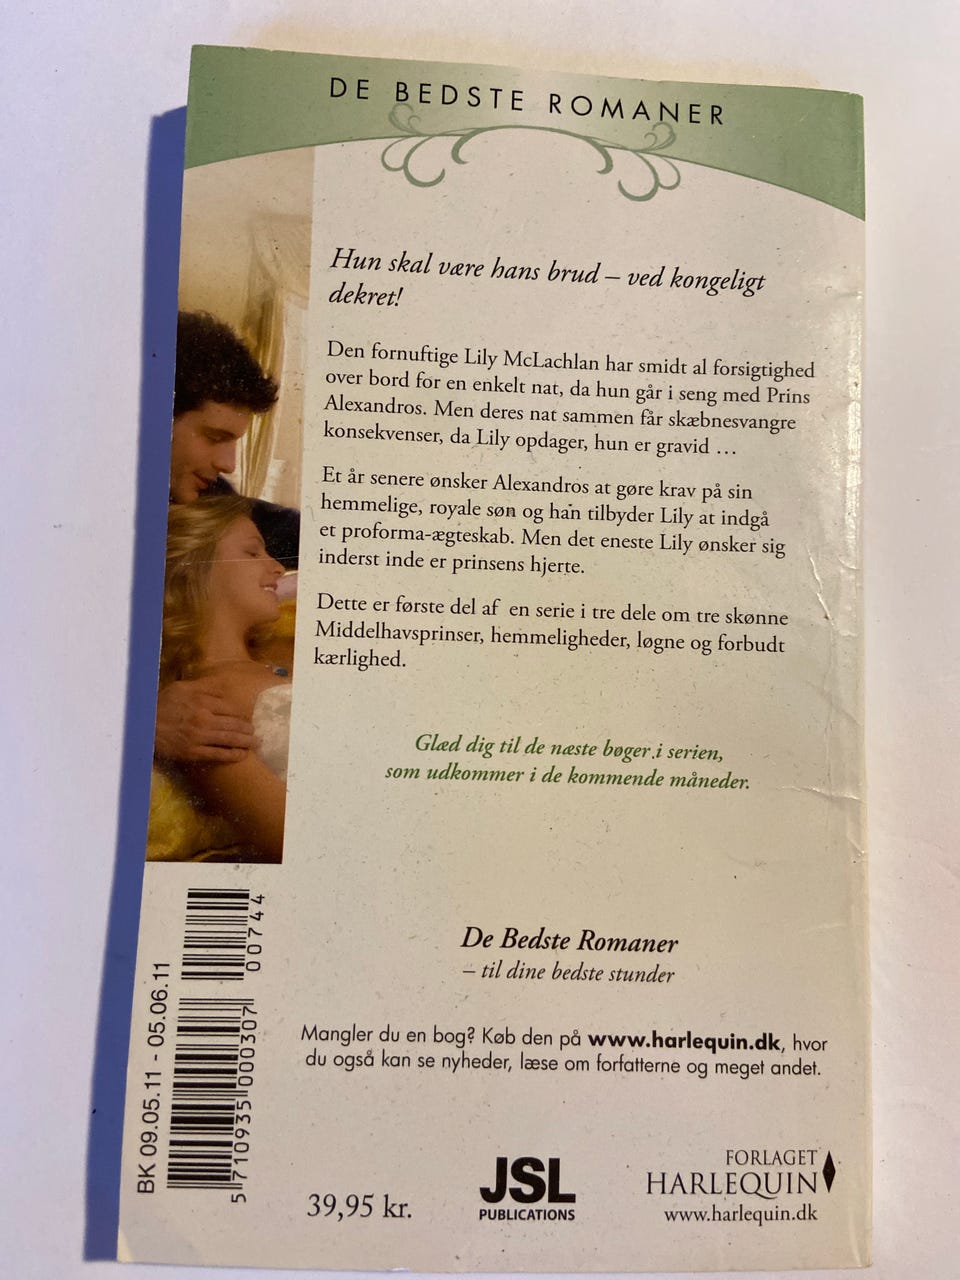 DE BEDSTE ROMANER
Hun skal være hans brud – ved kongeligt
dekret!
Den fornuftige Lily McLachlan har smidt al forsigtighed
over bord for en enkelt nat, da hun går i seng med Prins
Alexandros. Men deres nat sammen får skæbnesvangre
konsekvenser, da Lily opdager, hun er gravid ...
Et år senere ønsker Alexandros at gøre krav på sin
hemmelige, royale søn og han tilbyder Lily at indgå
et proforma-ægteskab. Men det eneste Lily ønsker sig
inderst inde er prinsens hjerte.
Dette er første del af en serie i tre dele om tre skønne
Middelhavsprinser, hemmeligheder, løgne og forbudt
kærlighed.
Glæd dig til de næste bøger i serien,
som udkommer i de kommende måneder.
De Bedste Romaner
– til dine bedste stunder
Mangler du en bog? Køb den på www.harlequin.dk, hvor
du også kan se nyheder, læse om forfatterne og meget andet.
BK 09.05.11 - 05.06.11
5 710935 000307
00744
39,95 kr.
JSL
PUBLICATIONS
FORLAGET
HARLEQUIN
www.harlequin.dk